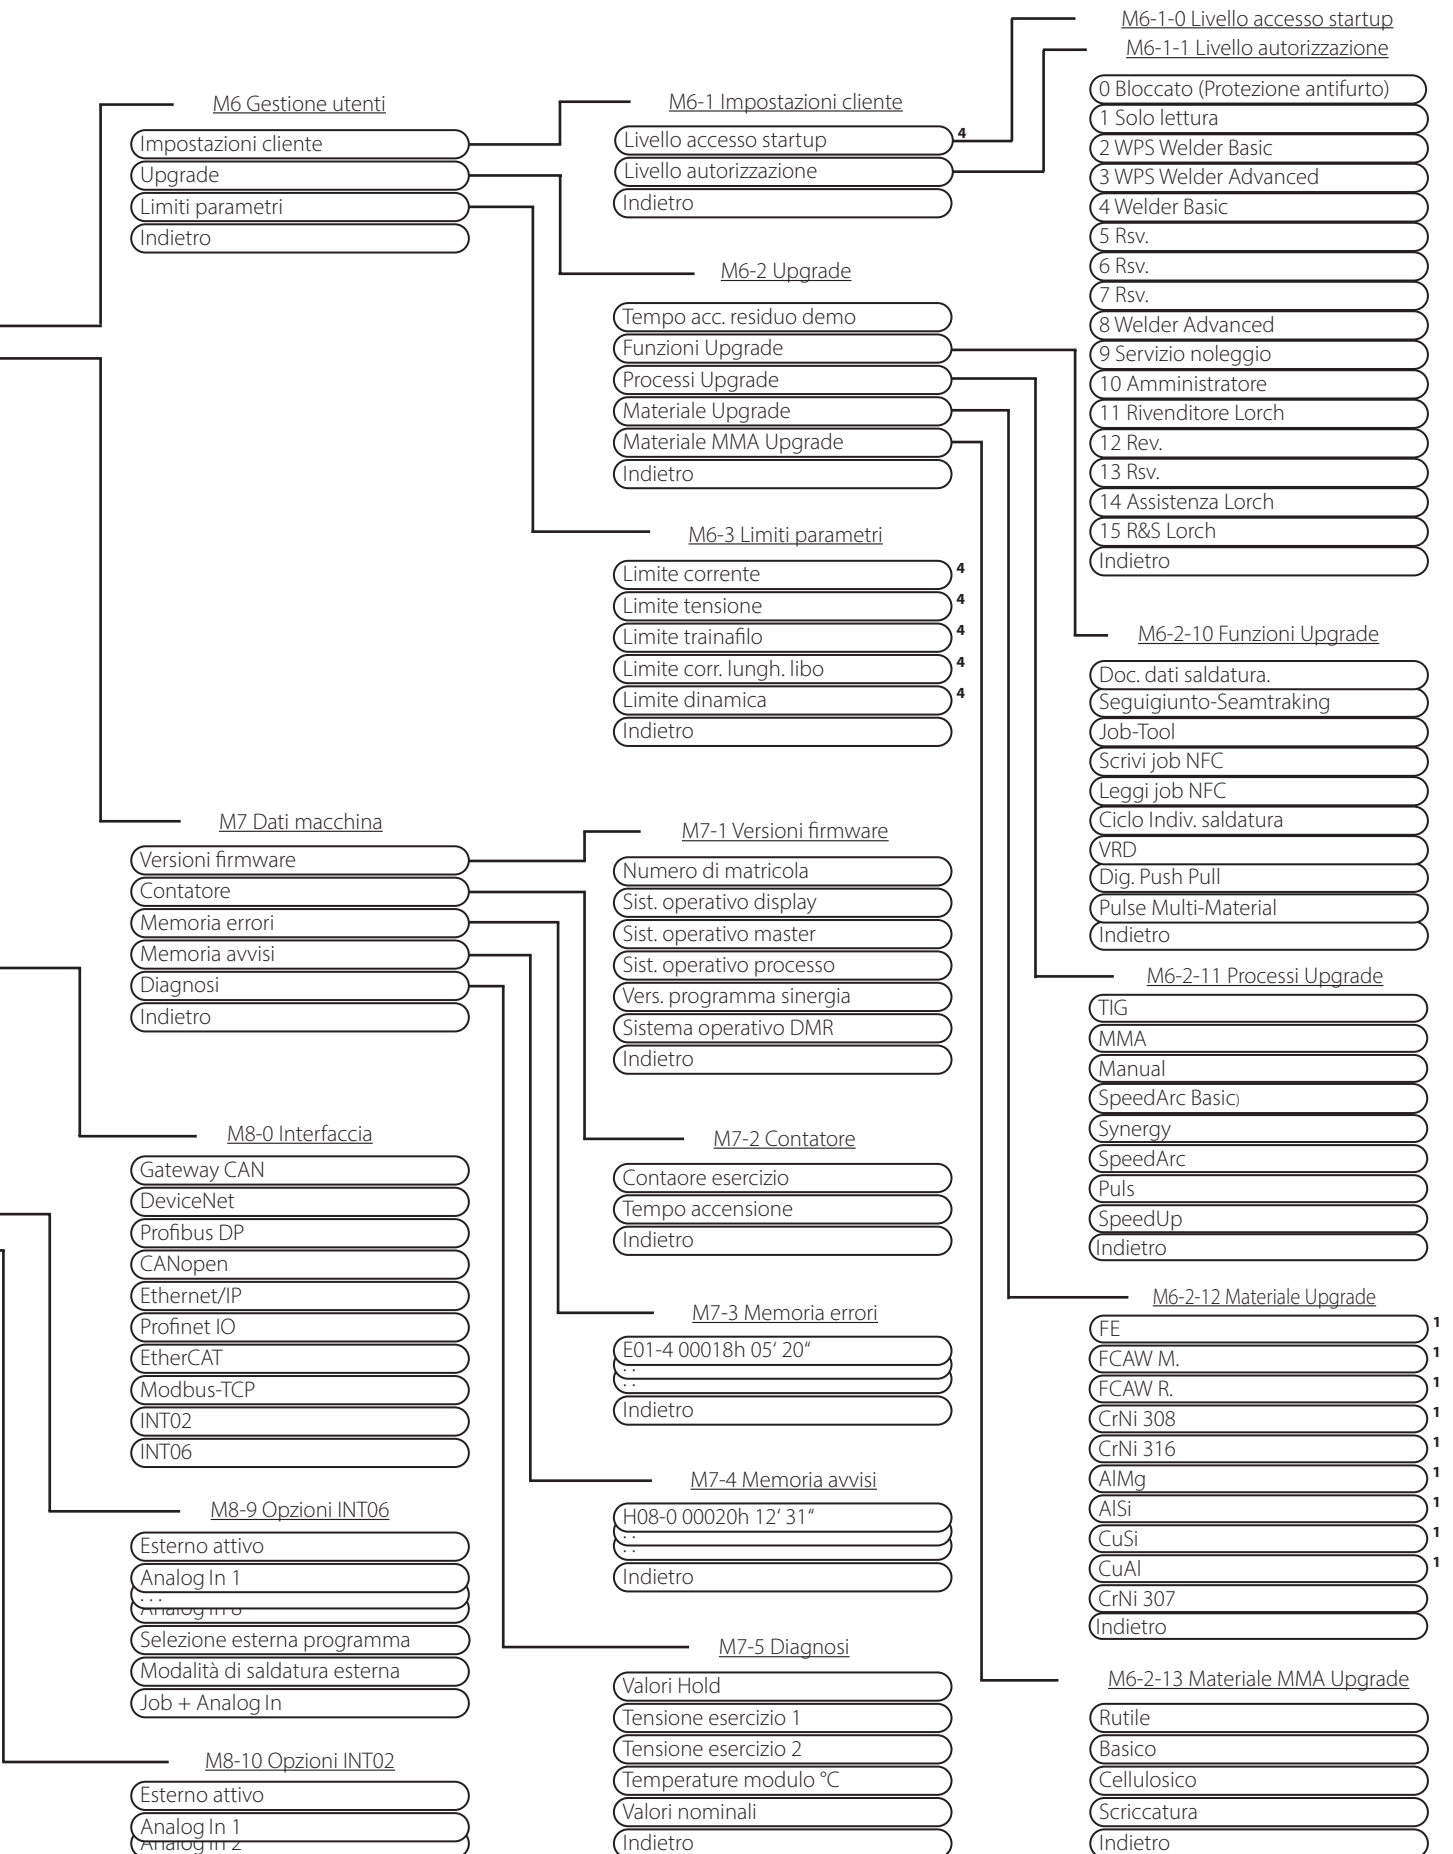 M6 Gestione utenti
Impostazioni cliente
Upgrade
Limiti parametri
Indietro
M7 Dati macchina
Versioni firmware
Contatore
Memoria errori
Memoria avvisi
Diagnosi
Indietro
M8-0 Interfaccia
Gateway CAN
DeviceNet
Profibus DP
CANopen
Ethernet/IP
Profinet IO
EtherCAT
Modbus-TCP
INT02
INT06
M8-9 Opzioni INT06
Esterno attivo
Analog In 1
. . .
Analog In 8
Selezione esterna programma
Modalità di saldatura esterna
Job + Analog In
M8-10 Opzioni INT02
Esterno attivo
Analog In 1
Analog In 2
M6-1 Impostazioni cliente
Livello accesso startup 4
Livello autorizzazione
Indietro
M6-2 Upgrade
Tempo acc. residuo demo
Funzioni Upgrade
Processi Upgrade
Materiale Upgrade
Materiale MMA Upgrade
Indietro
M6-3 Limiti parametri
Limite corrente 4
Limite tensione 4
Limite trainafilo 4
Limite corr. lungh. libo 4
Limite dinamica 4
Indietro
M7-1 Versioni firmware
Numero di matricola
Sist. operativo display
Sist. operativo master
Sist. operativo processo
Vers. programma sinergia
Sistema operativo DMR
Indietro
M7-2 Contatore
Contaore esercizio
Tempo accensione
Indietro
M7-3 Memoria errori
E01-4 00018h 05‘ 20“
. .
. .
Indietro
M7-4 Memoria avvisi
H08-0 00020h 12‘ 31“
. .
. .
Indietro
M7-5 Diagnosi
Valori Hold
Tensione esercizio 1
Tensione esercizio 2
Temperature modulo °C
Valori nominali
Indietro
M6-1-0 Livello accesso startup
M6-1-1 Livello autorizzazione
0 Bloccato (Protezione antifurto)
1 Solo lettura
2 WPS Welder Basic
3 WPS Welder Advanced
4 Welder Basic
5 Rsv.
6 Rsv.
7 Rsv.
8 Welder Advanced
9 Servizio noleggio
10 Amministratore
11 Rivenditore Lorch
12 Rev.
13 Rsv.
14 Assistenza Lorch
15 R&S Lorch
Indietro
M6-2-10 Funzioni Upgrade
Doc. dati saldatura.
Seguigiunto-Seamtraking
Job-Tool
Scrivi job NFC
Leggi job NFC
Ciclo Indiv. saldatura
VRD
Dig. Push Pull
Pulse Multi-Material
Indietro
M6-2-11 Processi Upgrade
TIG
MMA
Manual
SpeedArc Basic)
Synergy
SpeedArc
Puls
SpeedUp
Indietro
M6-2-12 Materiale Upgrade
FE 1
FCAW M. 1
FCAW R. 1
CrNi 308 1
CrNi 316 1
AlMg 1
AlSi 1
CuSi 1
CuAl 1
CrNi 307
Indietro
M6-2-13 Materiale MMA Upgrade
Rutile
Basico
Cellulosico
Scriccatura
Indietro